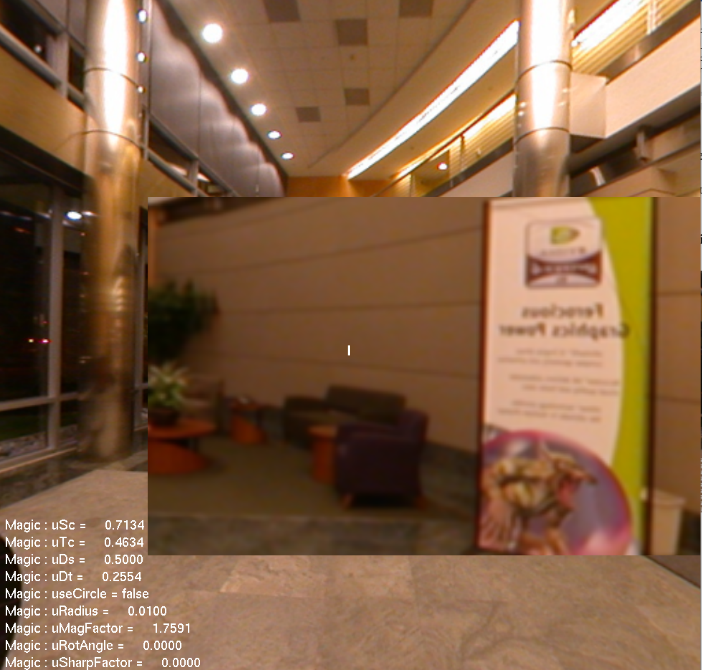 Ferocious
Graphics Power
Magic : uSc = 0.7134
Magic : uTc = 0.4634
Magic : uDs = 0.5000
Magic : uDt = 0.2554
Magic : useCircle = false
Magic : uRadius = 0.0100
Magic : uMagFactor = 1.7591
Magic : uRotAngle = 0.0000
Magic : uSharpFactor = 0.0000